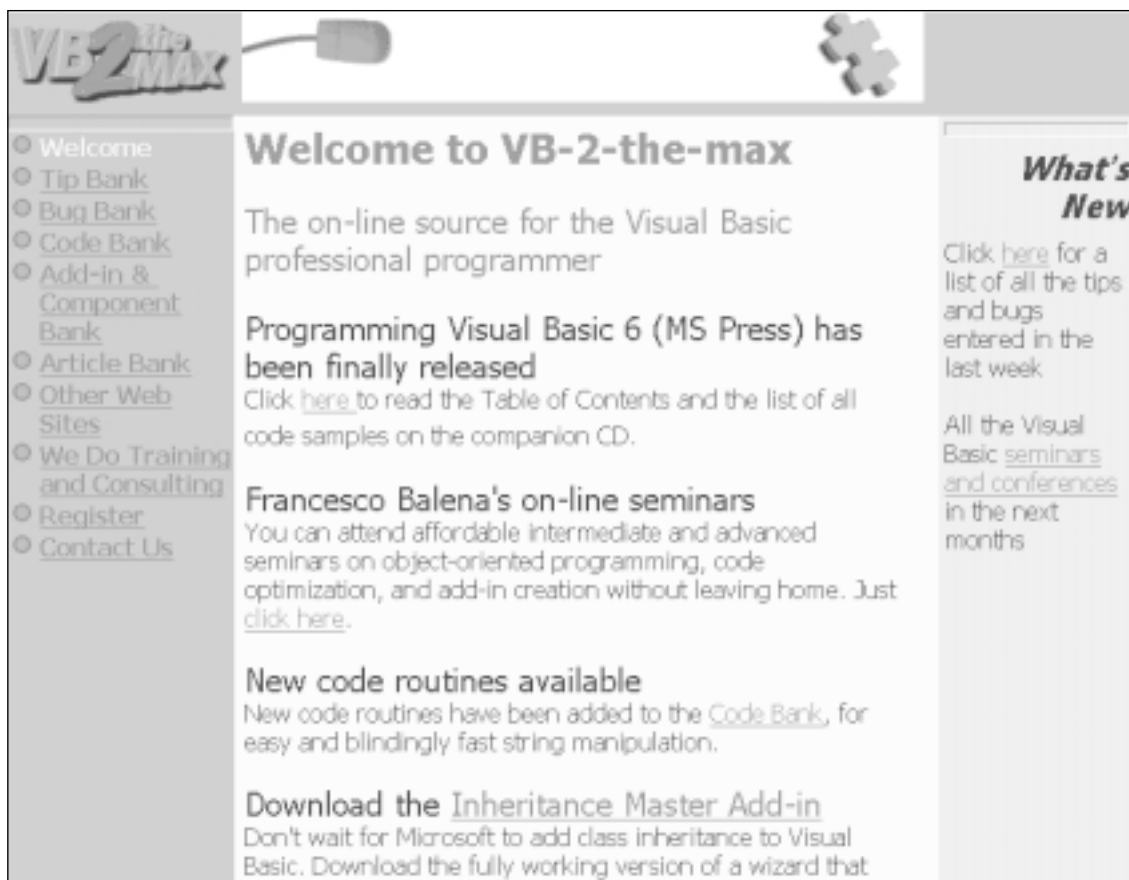 VB2the
MAX
Welcome
Tip Bank
Bug Bank
Code Bank
Add-in &
Component
Bank
Article Bank
Other Web
Sites
We Do Training
and Consulting
Register
Contact Us
Welcome to VB-2-the-max
The on-line source for the Visual Basic
professional programmer
Programming Visual Basic 6 (MS Press) has
been finally released
Click here to read the Table of Contents and the list of all
code samples on the companion CD.
Francesco Balena's on-line seminars
You can attend affordable intermediate and advanced
seminars on object-oriented programming, code
optimization, and add-in creation without leaving home. Just
click here.
New code routines available
New code routines have been added to the Code Bank, for
easy and blindingly fast string manipulation.
Download the Inheritance Master Add-in
Don't wait for Microsoft to add class inheritance to Visual
Basic. Download the fully working version of a wizard that
What's
New
Click here for a
list of all the tips
and bugs
entered in the
last week
All the Visual
Basic seminars
and conferences
in the next
months